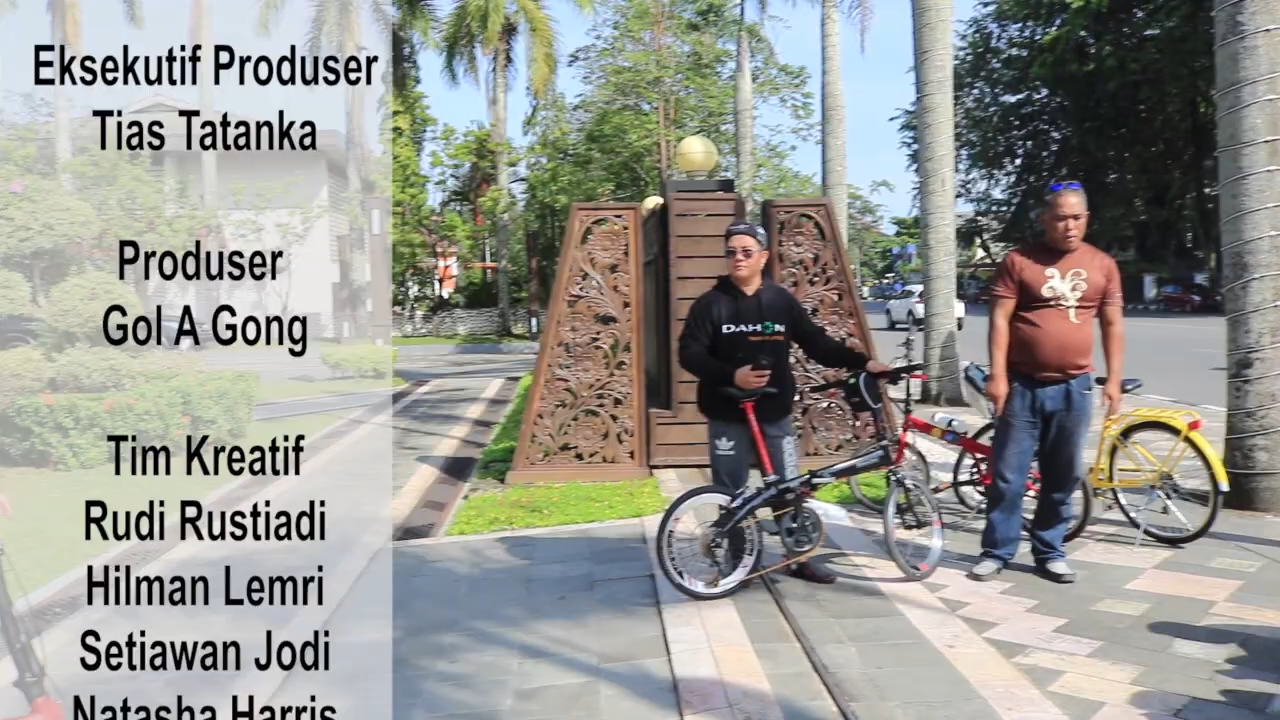 Eksekutif Produser
Tias Tatanka
Produser
Gol A Gong
Tim Kreatif
Rudi Rustiadi
Hilman Lemri
Setiawan Jodi
Natasha Harris
DAHON